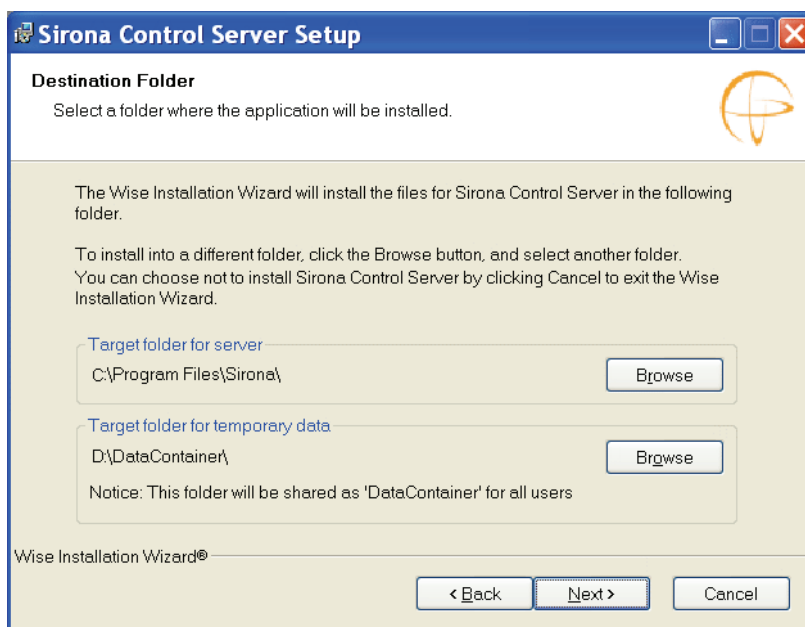 Sirona Control Server Setup
Destination Folder
Select a folder where the application will be installed.
The Wise Installation Wizard will install the files for Sirona Control Server in the following
folder.
To install into a different folder, click the Browse button, and select another folder.
You can choose not to install Sirona Control Server by clicking Cancel to exit the Wise
Installation Wizard.
Target folder for server
C:\Program Files\Sirona\
Browse
Target folder for temporary data
D:\DataContainer\
Browse
Notice: This folder will be shared as 'DataContainer' for all users
Wise Installation Wizard®
< Back
Next >
Cancel